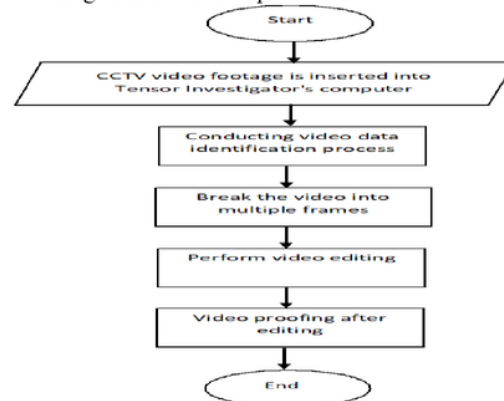 Start
CCTV video footage is inserted into
Tensor Investigator's computer
Conducting video data
identification process
Break the video into
multiple frames
Perform video editing
Video proofing after
editing
End